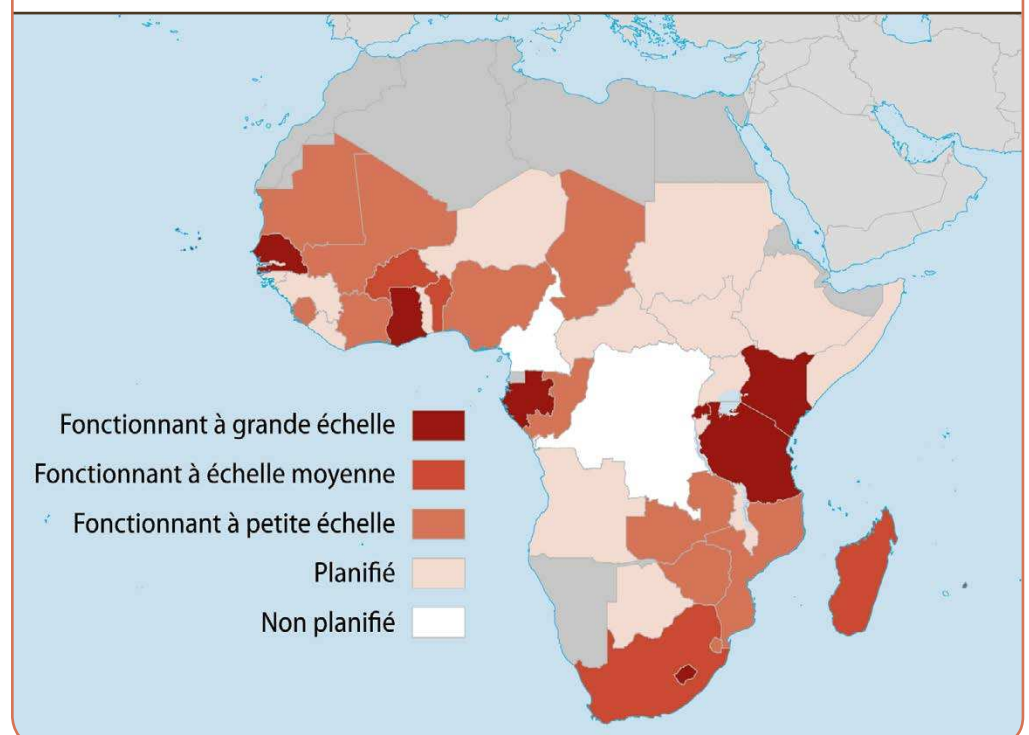 Fonctionnant à grande échelle
Fonctionnant à échelle moyenne
Fonctionnant à petite échelle
Planifié
Non planifié